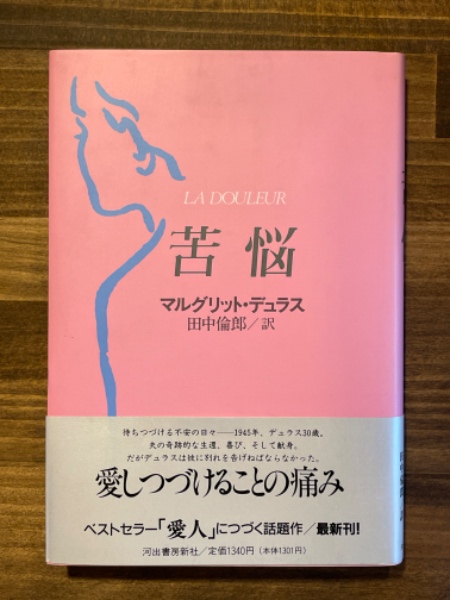 LA DOULEUR
苦悩
マルグリット・デュラス
田中倫郎／訳
待ちつづける不安の日々——1945年。デュラス30歳。
夫の奇跡的な生還、喜び、そして献身。
だがデュラスは彼に別れを告げねばならなかった。
愛しつづけることの痛み
ベストセラー「愛人」につづく話題作／最新刊!
河出書房新社／定価1340円（本体1301円）